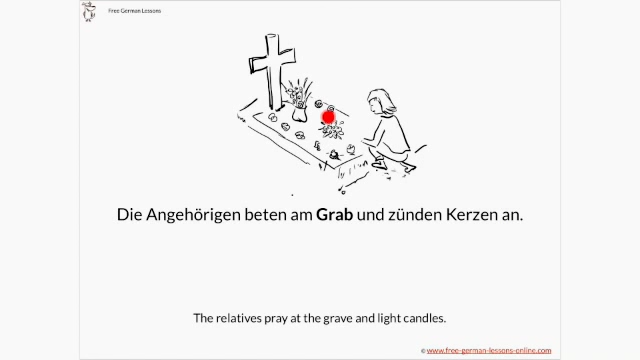 Free German Lessons
Die Angehörigen beten am Grab und zünden Kerzen an.
The relatives pray at the grave and light candles.
© www.free-german-lessons-online.com